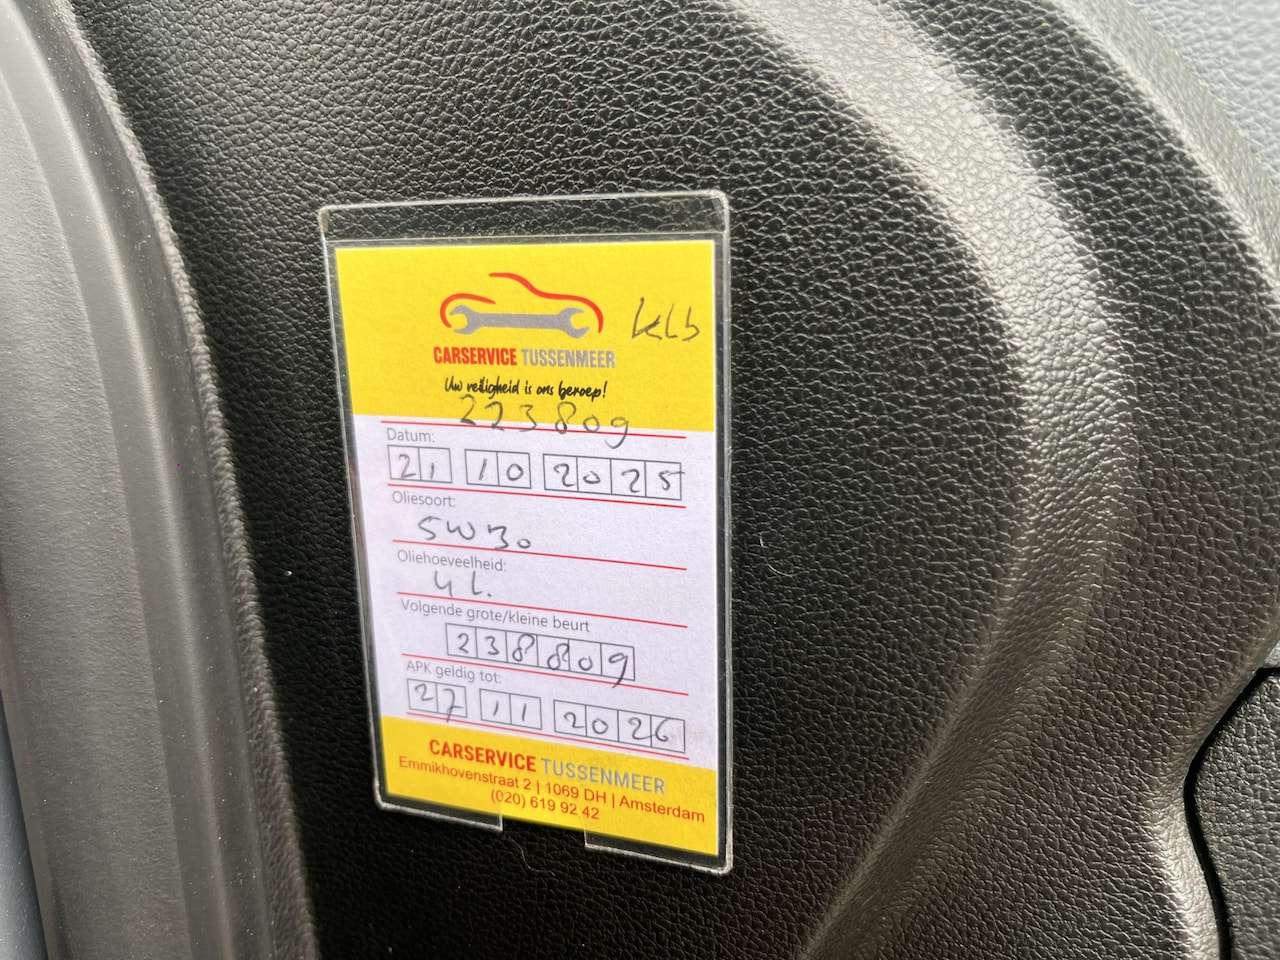 klb
CARSERVICE TUSSENMEER
Uw veiligheid is ons beroep!
223809
Datum:
21 10 2025
Oliesoort:
5W30
Oliehoeveelheid:
4L.
Volgende grote/kleine beurt
238809
APK geldig tot:
27 11 2026
CARSERVICE TUSSENMEER
Emmikhovenstraat 2 | 1069 DH | Amsterdam
(020) 619 92 42